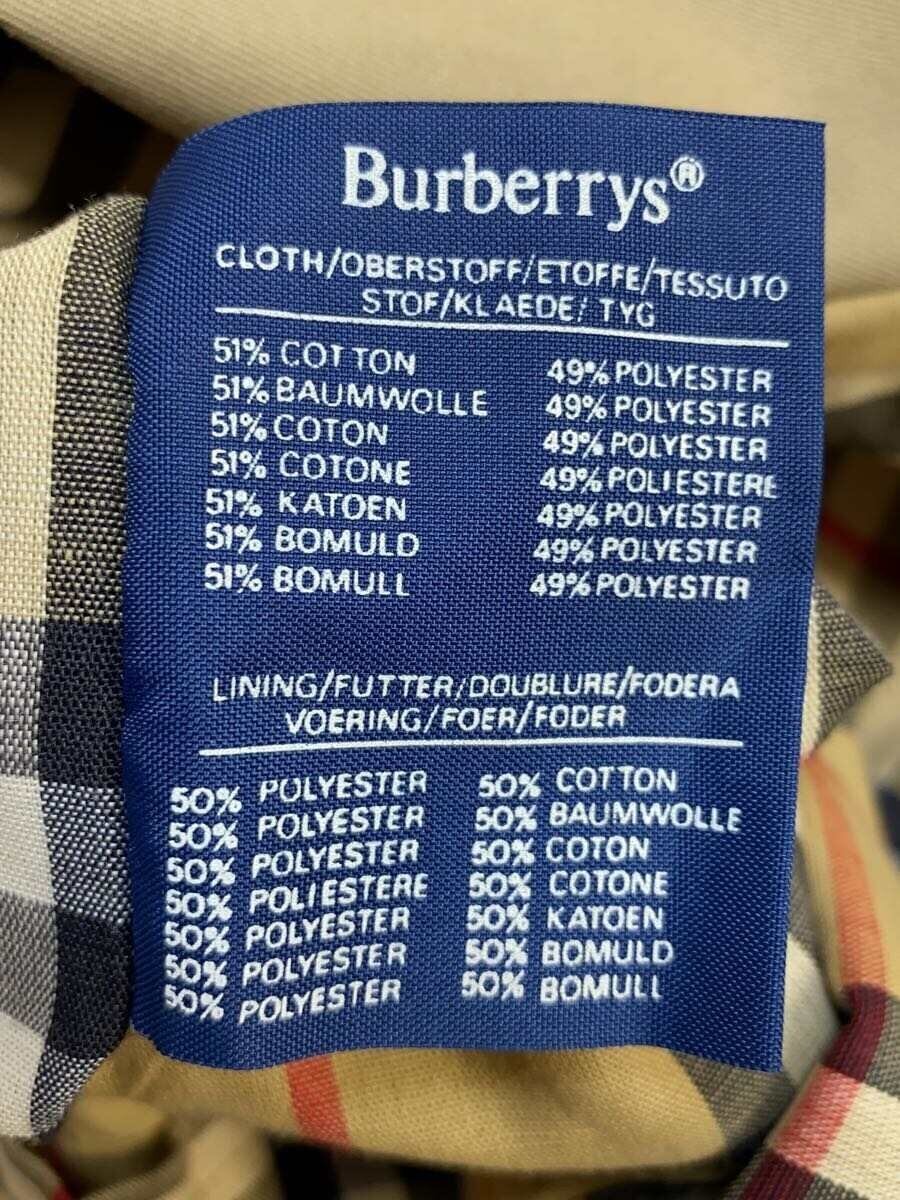 Burberrys®
CLOTH/OBERSTOFF/ETOFFE/TESSUTO
STOF/KLAEDE/TYG
51% COTTON 49% POLYESTER
51% BAUMWOLLE 49% POLYESTER
51% COTON 49% POLYESTER
51% COTONE 49% POLIESTERE
51% KATOEN 49% POLYESTER
51% BOMULD 49% POLYESTER
51% BOMULL 49% POLYESTER
LINING/FUTTER/DOUBLURE/FODERA
VOERING/FOER/FODER
50% POLYESTER 50% COTTON
50% POLYESTER 50% BAUMWOLLE
50% POLYESTER 50% COTON
50% POLIESTERE 50% COTONE
50% POLYESTER 50% KATOEN
50% POLYESTER 50% BOMULD
50% POLYESTER 50% BOMULL